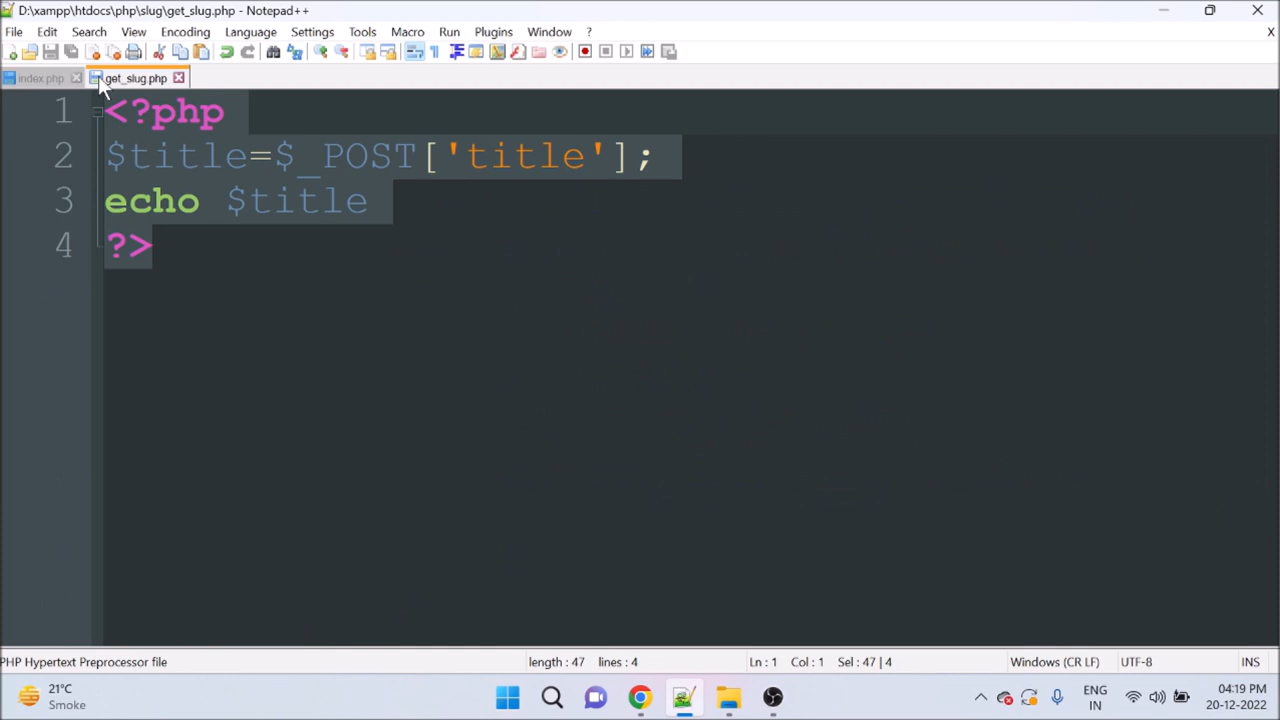 D:\xampp\htdocs\php\slug\get_slug.php - Notepad++
File Edit Search View Encoding Language Settings Tools Macro Run Plugins Window ? X
index.php get_slug.php
1 <?php
2 $title=$_POST['title'];
3 echo $title
4 ?>
PHP Hypertext Preprocessor file length : 47 lines : 4 Ln : 1 Col : 1 Sel : 47 | 4 Windows (CR LF) UTF-8 INS
21°C
Smoke
ENG
IN
04:19 PM
20-12-2022